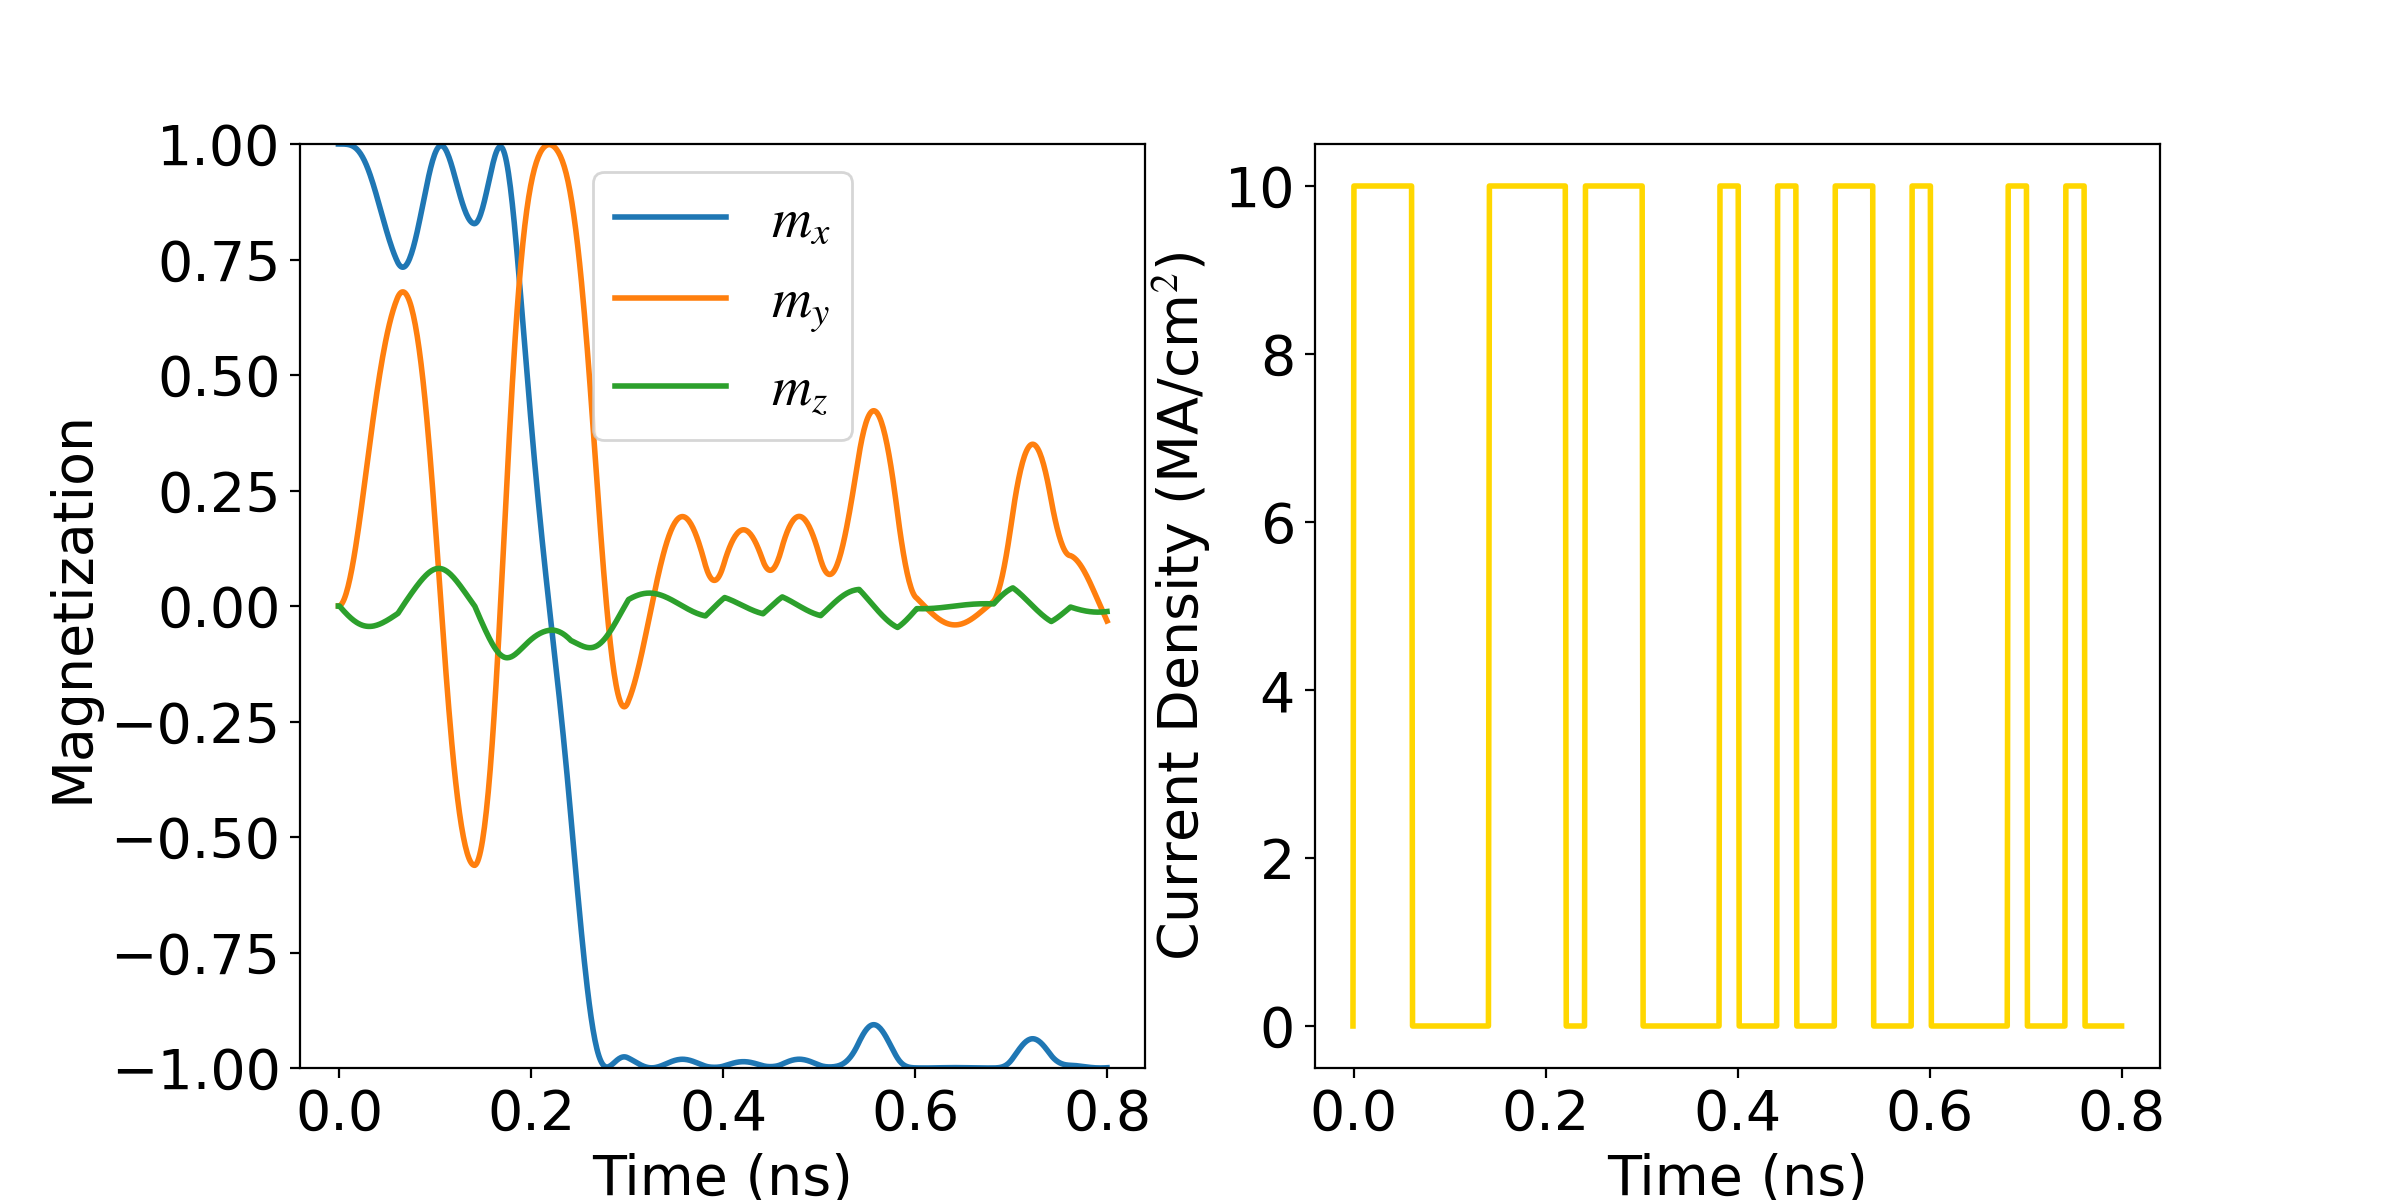 Magnetization
1.00
0.75
0.50
0.25
0.00
−0.25
−0.50
−0.75
−1.00
0.0 0.2 0.4 0.6 0.8
Time (ns)
m_x
m_y
m_z
Current Density (MA/cm²)
10
8
6
4
2
0
0.0 0.2 0.4 0.6 0.8
Time (ns)